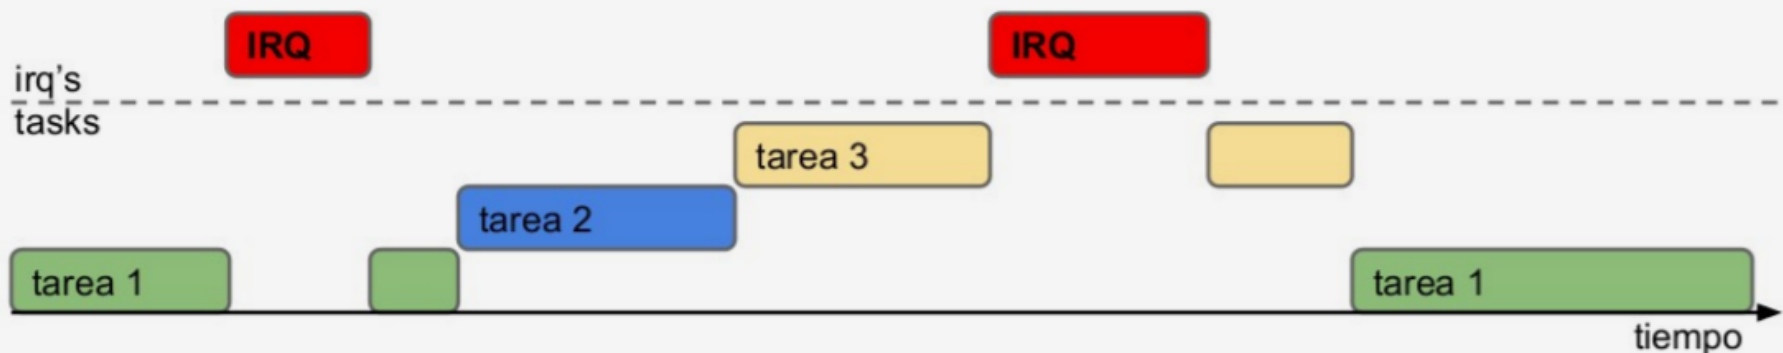 IRQ
IRQ
irq's
tasks
tarea 3
tarea 2
tarea 1
tarea 1
tiempo